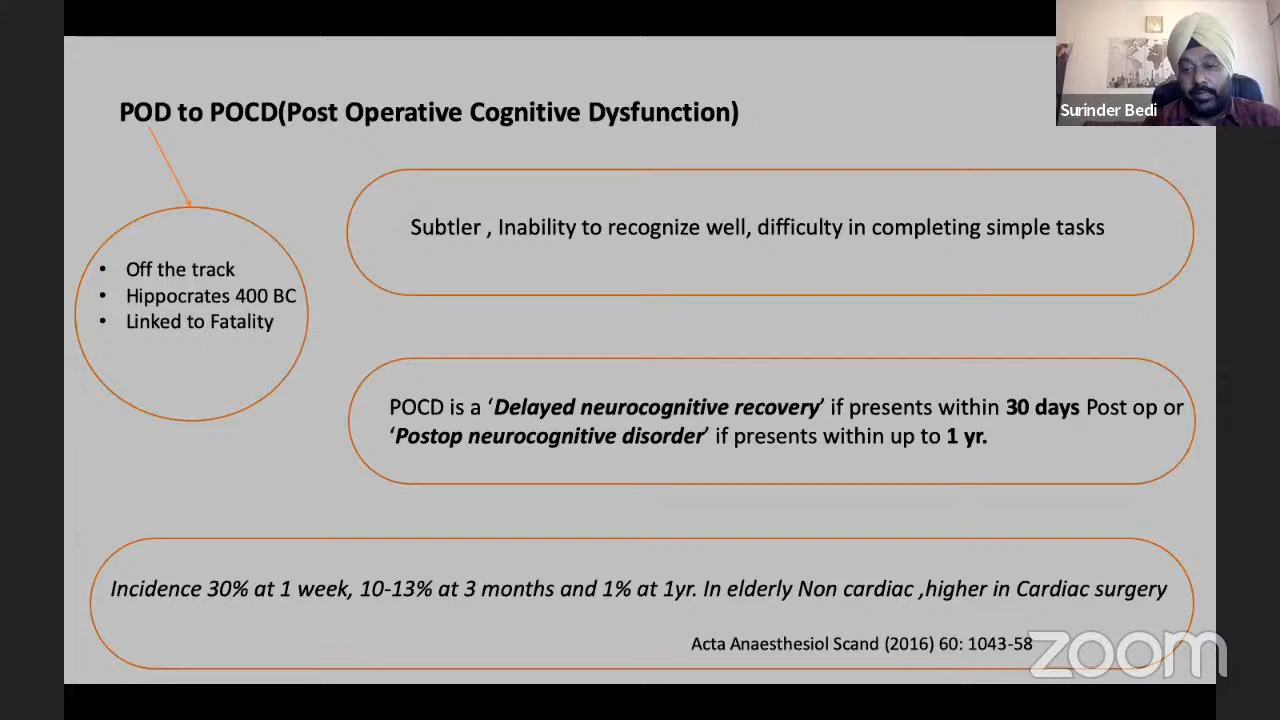 POD to POCD(Post Operative Cognitive Dysfunction)
Surinder Bedi
Subtler , Inability to recognize well, difficulty in completing simple tasks
• Off the track
• Hippocrates 400 BC
• Linked to Fatality
POCD is a ‘Delayed neurocognitive recovery’ if presents within 30 days Post op or
‘Postop neurocognitive disorder’ if presents within up to 1 yr.
Incidence 30% at 1 week, 10-13% at 3 months and 1% at 1yr. In elderly Non cardiac ,higher in Cardiac surgery
Acta Anaesthesiol Scand (2016) 60: 1043-58
zoom